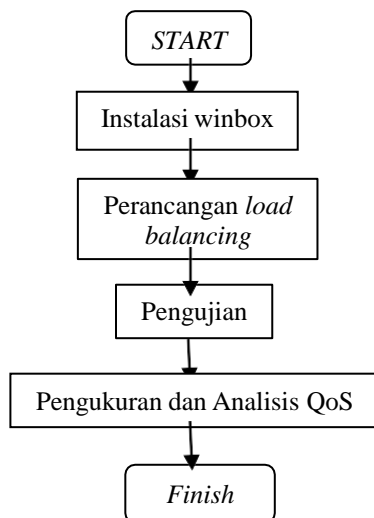 START
Instalasi winbox
Perancangan load
balancing
Pengujian
Pengukuran dan Analisis QoS
Finish